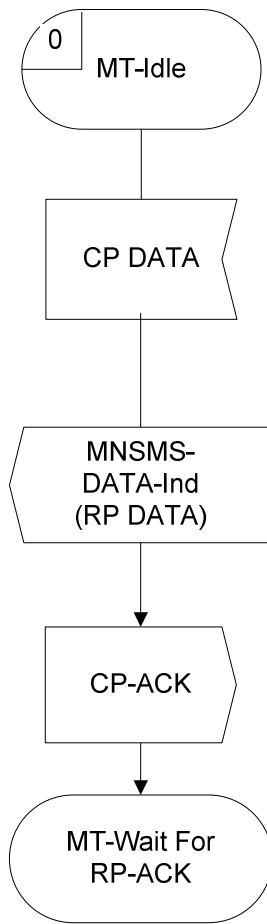 0
MT-Idle
CP DATA
MNSMS-
DATA-Ind
(RP DATA)
CP-ACK
MT-Wait For
RP-ACK